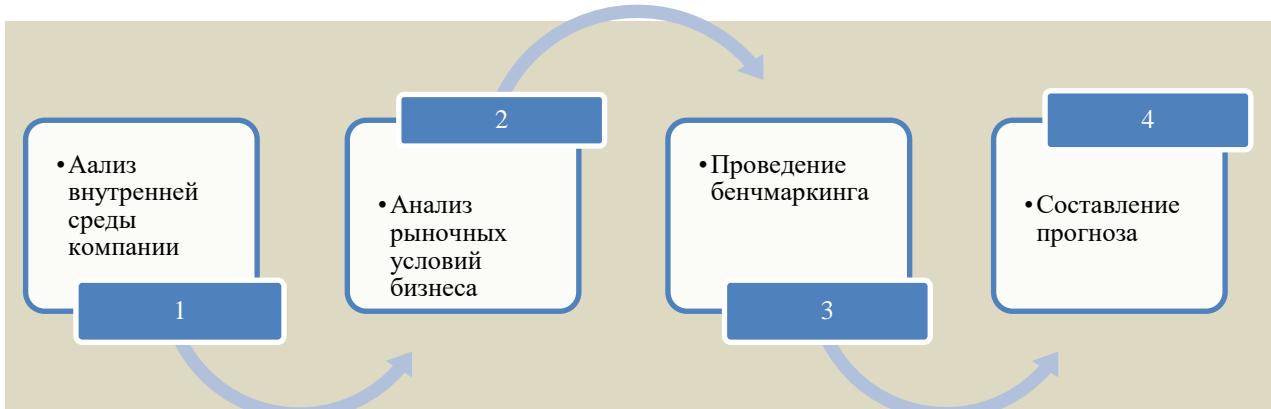 •Аализ
внутренней
среды
компании
1
2
•Анализ
рыночных
условий
бизнеса
•Проведение
бенчмаркинга
3
4
•Составление
прогноза